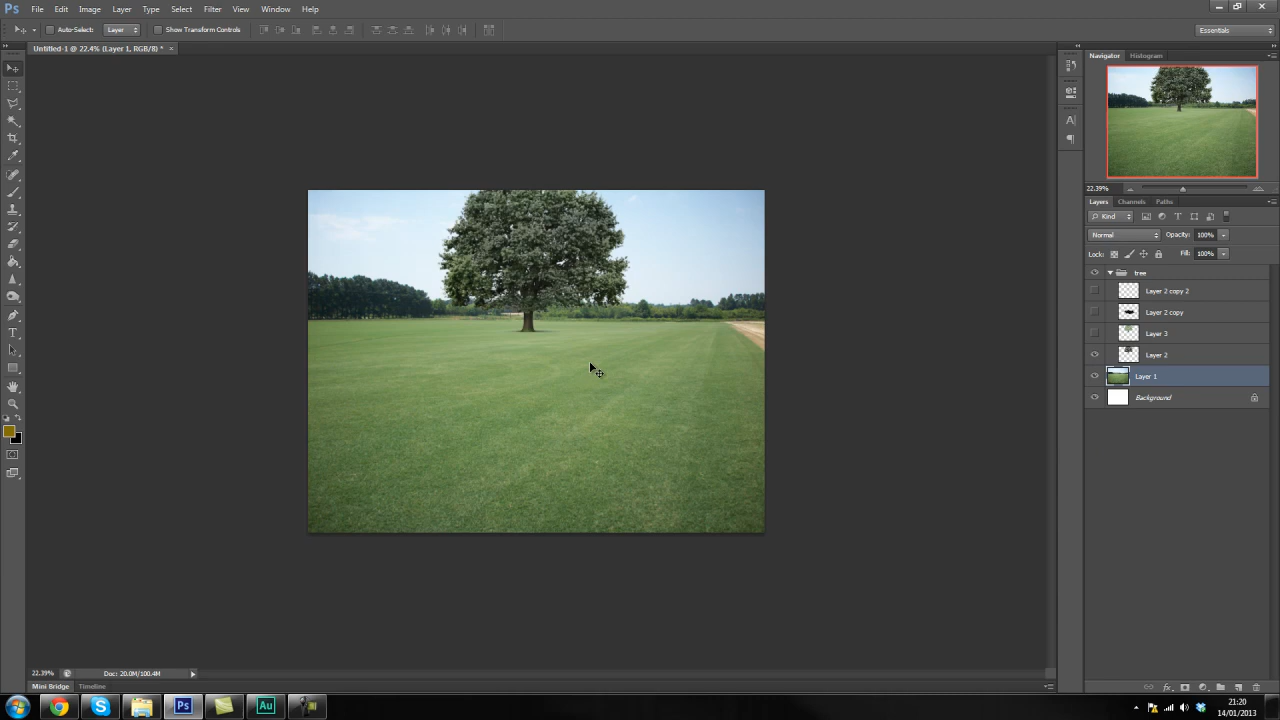 Ps File Edit Image Layer Type Select Filter View Window Help
Auto-Select: Layer Show Transform Controls Essentials
Untitled-1 @ 22.4% (Layer 1, RGB/8) * ×
Navigator Histogram
22.39%
Layers Channels Paths
Kind
Normal Opacity: 100%
Lock: Fill: 100%
tree
Layer 2 copy 2
Layer 2 copy
Layer 3
Layer 2
Layer 1
Background
22.39% Doc: 20.0M/100.4M
Mini Bridge Timeline
Ps Au
21:20
14/01/2013